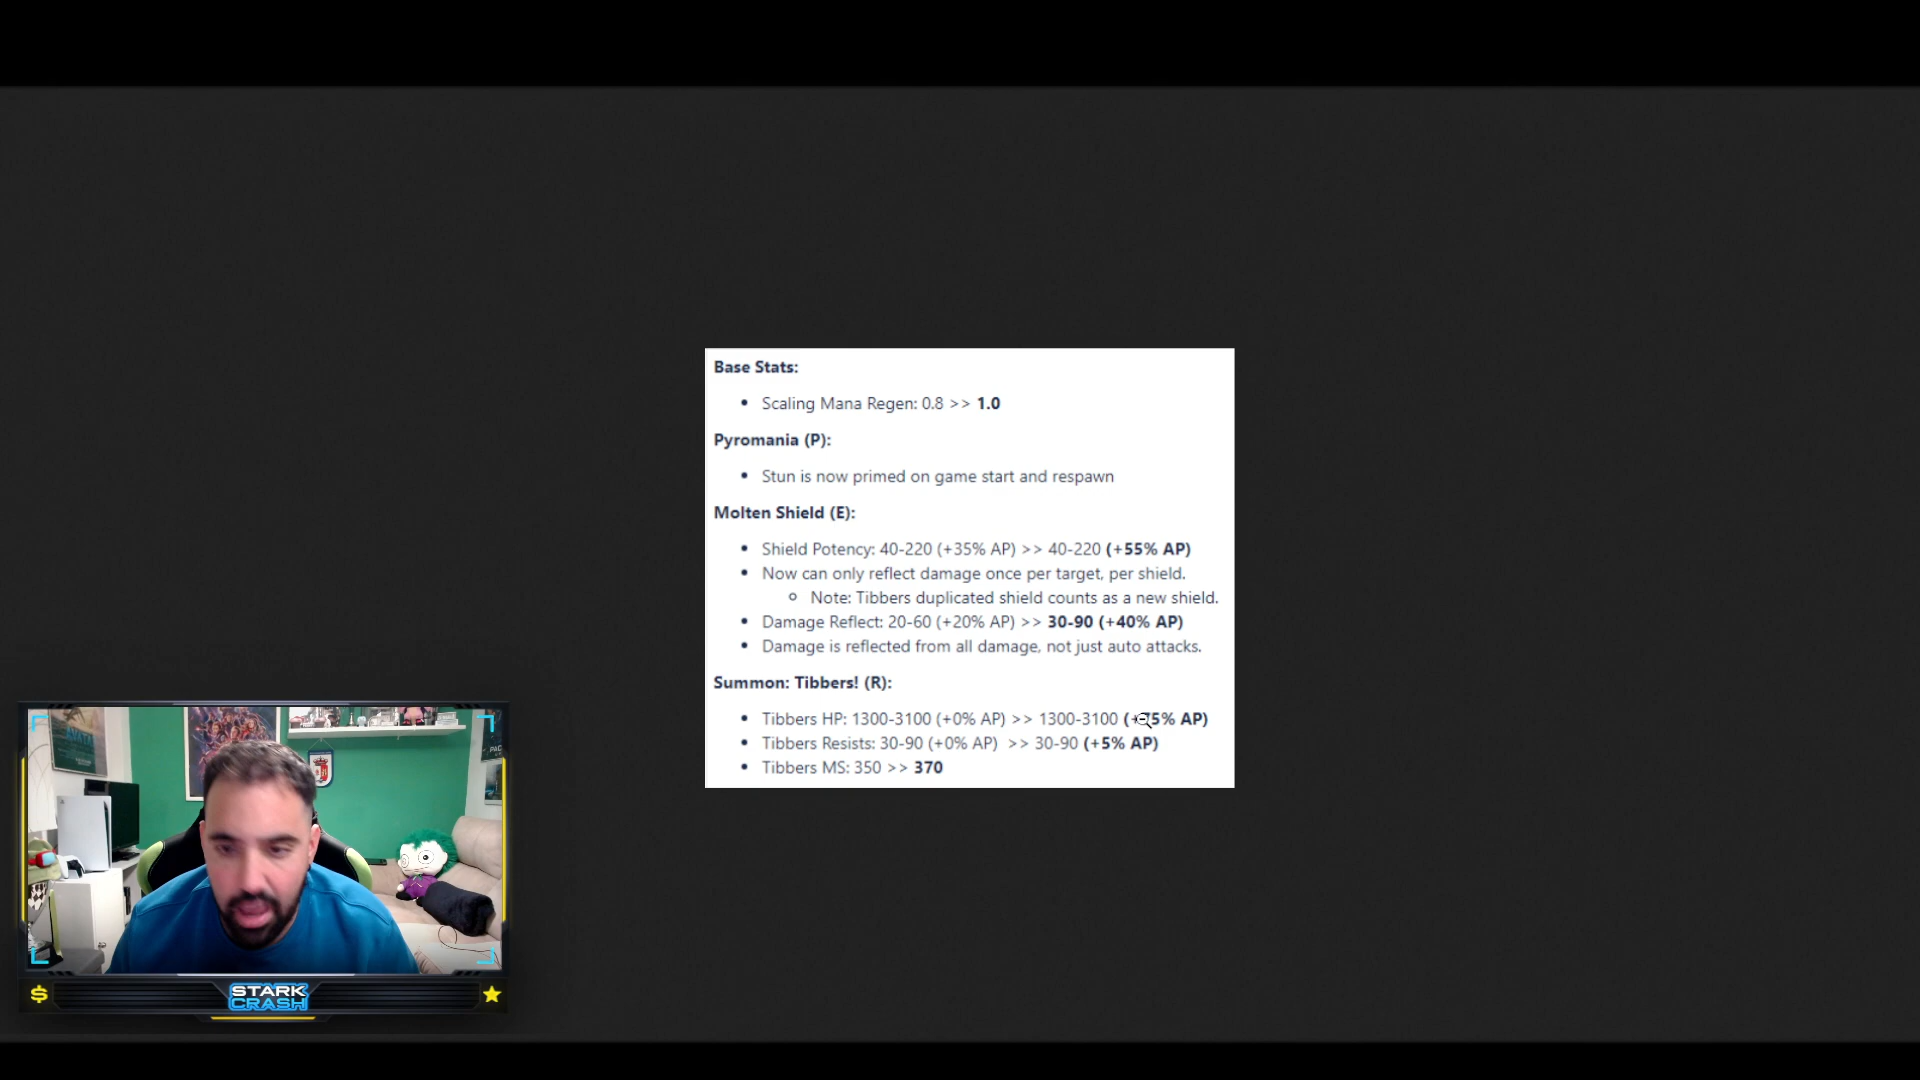 Base Stats:
• Scaling Mana Regen: 0.8 >> 1.0
Pyromania (P):
• Stun is now primed on game start and respawn
Molten Shield (E):
• Shield Potency: 40-220 (+35% AP) >> 40-220 (+55% AP)
• Now can only reflect damage once per target, per shield.
○ Note: Tibbers duplicated shield counts as a new shield.
• Damage Reflect: 20-60 (+20% AP) >> 30-90 (+40% AP)
• Damage is reflected from all damage, not just auto attacks.
Summon: Tibbers! (R):
• Tibbers HP: 1300-3100 (+0% AP) >> 1300-3100 (+75% AP)
• Tibbers Resists: 30-90 (+0% AP) >> 30-90 (+5% AP)
• Tibbers MS: 350 >> 370
$
STARK
CRASH